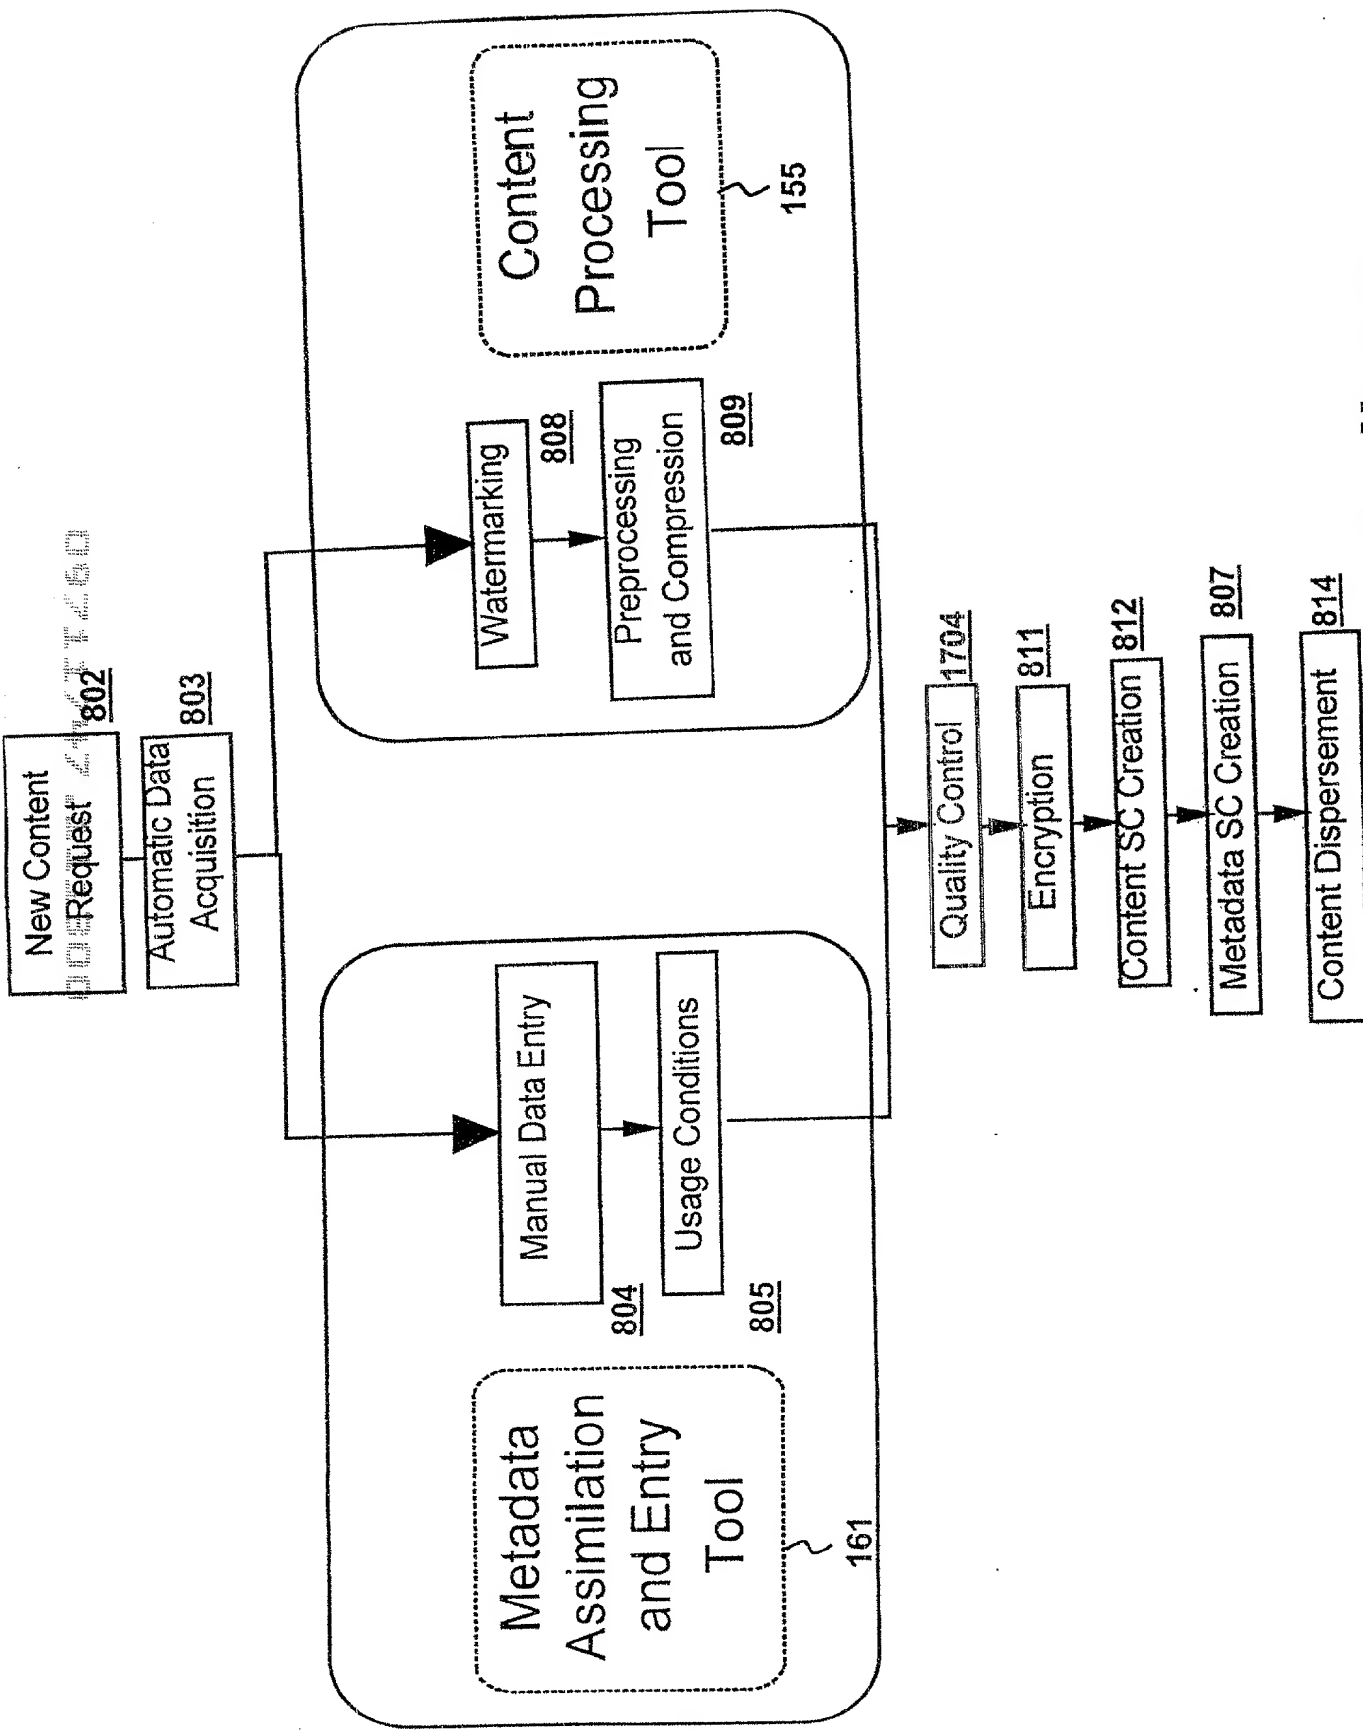 New Content
Request
802
Automatic Data
Acquisition
803
Metadata
Assimilation
and Entry
Tool
161
Manual Data Entry
804
Usage Conditions
805
Watermarking
808
Preprocessing
and Compression
809
Content
Processing
Tool
155
Quality Control
1704
Encryption
811
Content SC Creation
812
Metadata SC Creation
807
Content Dispersement
814